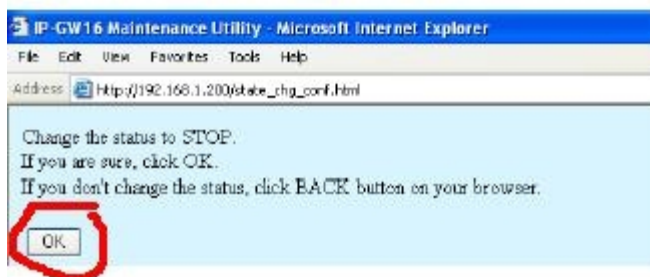 IP-GW16 Maintenance Utility - Microsoft Internet Explorer
File Edit View Favorites Tools Help
Address http://192.168.1.200/state_chg_conf.html
Change the status to STOP.
If you are sure, click OK.
If you don't change the status, click BACK button on your browser.
OK